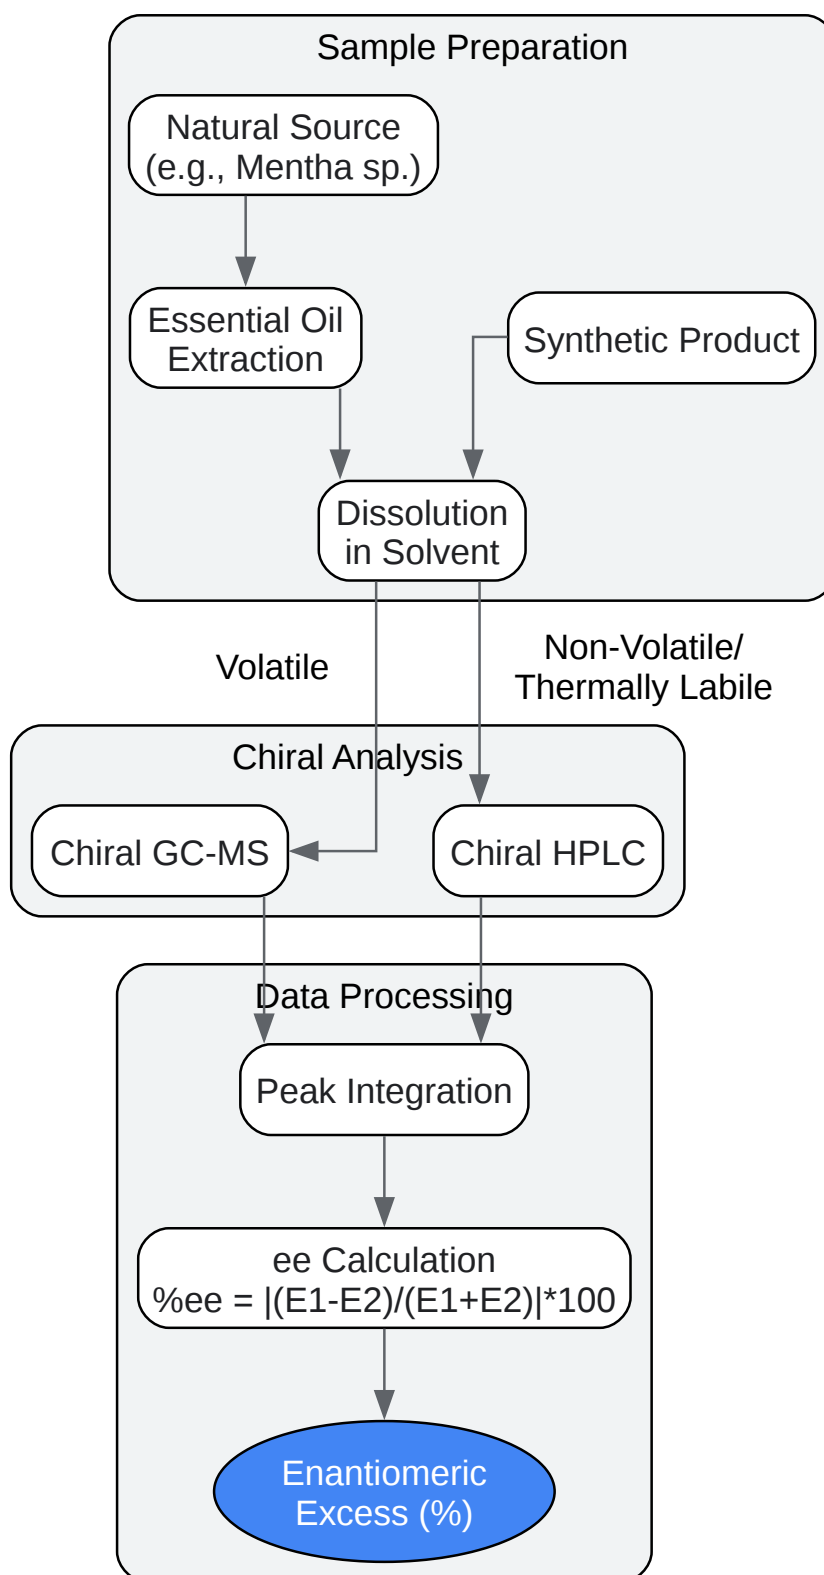 Sample Preparation
Natural Source
(e.g., Mentha sp.)
Essential Oil
Extraction
Synthetic Product
Dissolution
in Solvent
Volatile
Non-Volatile/
Thermally Labile
Chiral Analysis
Chiral GC-MS
Chiral HPLC
Data Processing
Peak Integration
ee Calculation
%ee = |(E1-E2)/(E1+E2)|*100
Enantiomeric
Excess (%)